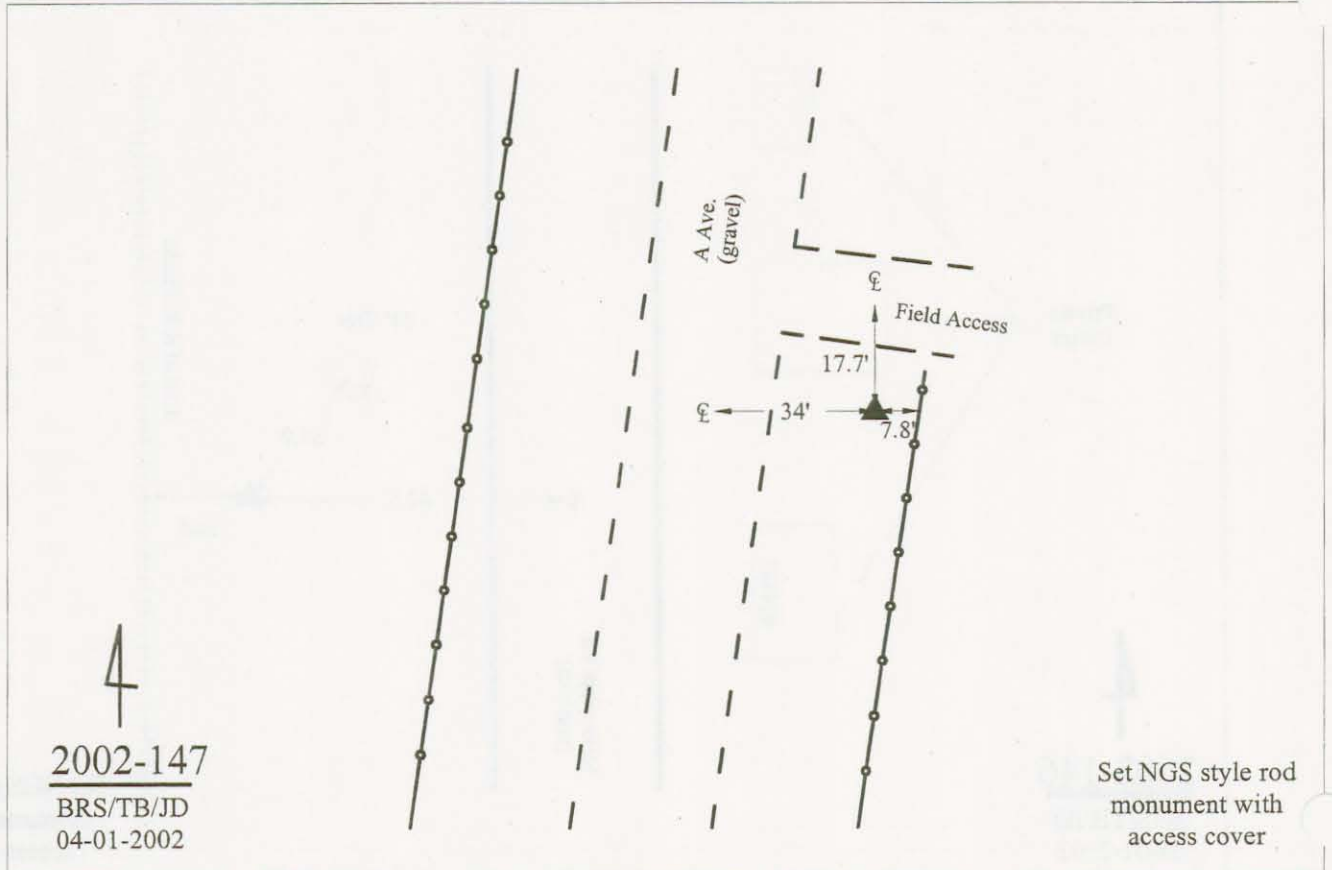 A Ave.
(gravel)
℄
Field Access
17.7'
℄
34'
7.8'
2002-147
BRS/TB/JD
04-01-2002
Set NGS style rod
monument with
access cover